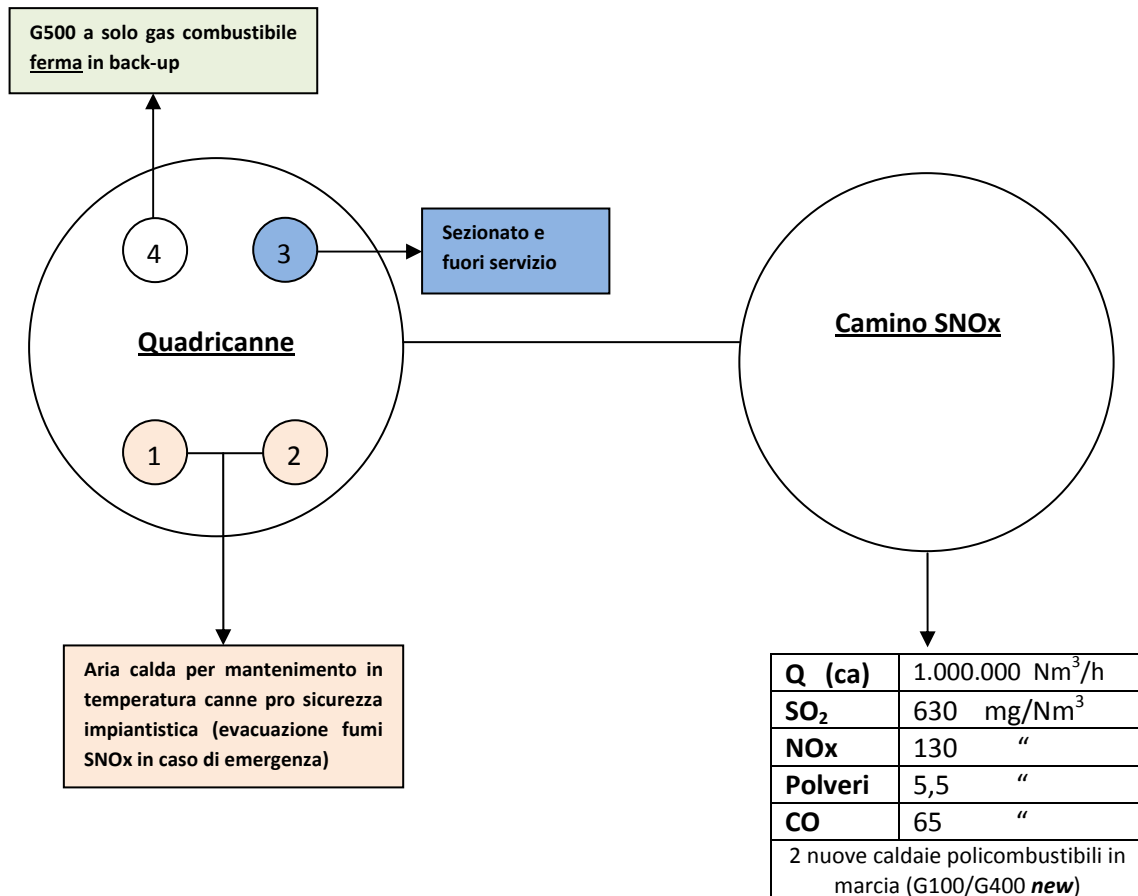 G500 a solo gas combustibile
ferma in back-up
4
3
Sezionato e
fuori servizio
Quadricanne
Camino SNOx
1
2
Aria calda per mantenimento in
temperatura canne pro sicurezza
impiantistica (evacuazione fumi
SNOx in caso di emergenza)
Q (ca) 1.000.000 Nm³/h
SO₂ 630 mg/Nm³
NOx 130 “
Polveri 5,5 “
CO 65 “
2 nuove caldaie policombustibili in
marcia (G100/G400 new)